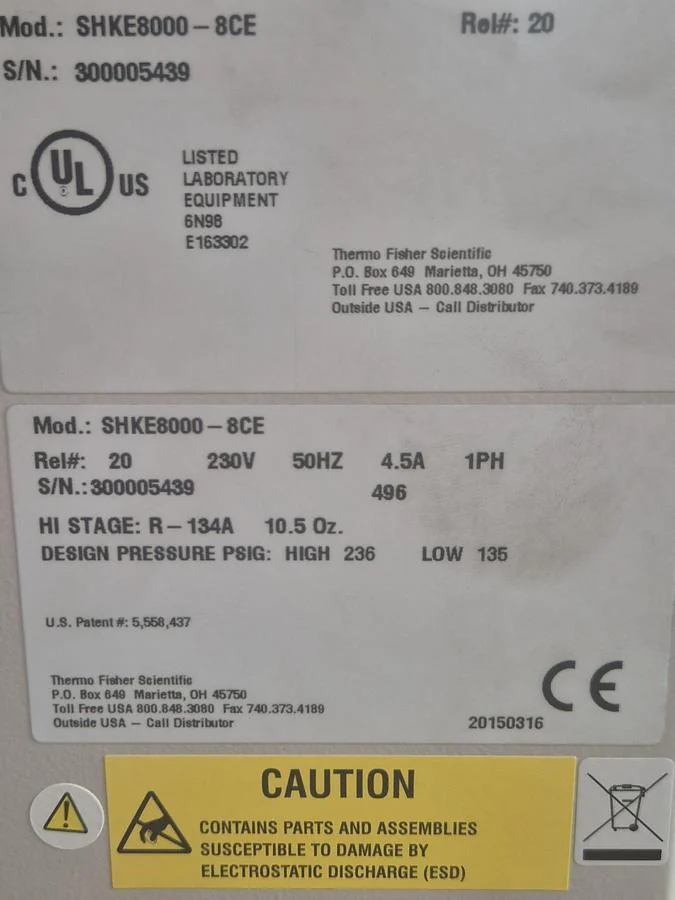 Mod.: SHKE8000-8CE Rel#: 20
S/N.: 300005439
C UL US
LISTED
LABORATORY
EQUIPMENT
6N98
E163302
Thermo Fisher Scientific
P.O. Box 649 Marietta, OH 45750
Toll Free USA 800.848.3080 Fax 740.373.4189
Outside USA – Call Distributor
Mod.: SHKE8000-8CE
Rel#: 20 230V 50HZ 4.5A 1PH
S/N.:300005439 496
HI STAGE: R-134A 10.5 Oz.
DESIGN PRESSURE PSIG: HIGH 236 LOW 135
U.S. Patent #: 5,558,437
Thermo Fisher Scientific
P.O. Box 649 Marietta, OH 45750
Toll Free USA 800.848.3080 Fax 740.373.4189
Outside USA – Call Distributor
CE
20150316
CAUTION
CONTAINS PARTS AND ASSEMBLIES
SUSCEPTIBLE TO DAMAGE BY
ELECTROSTATIC DISCHARGE (ESD)